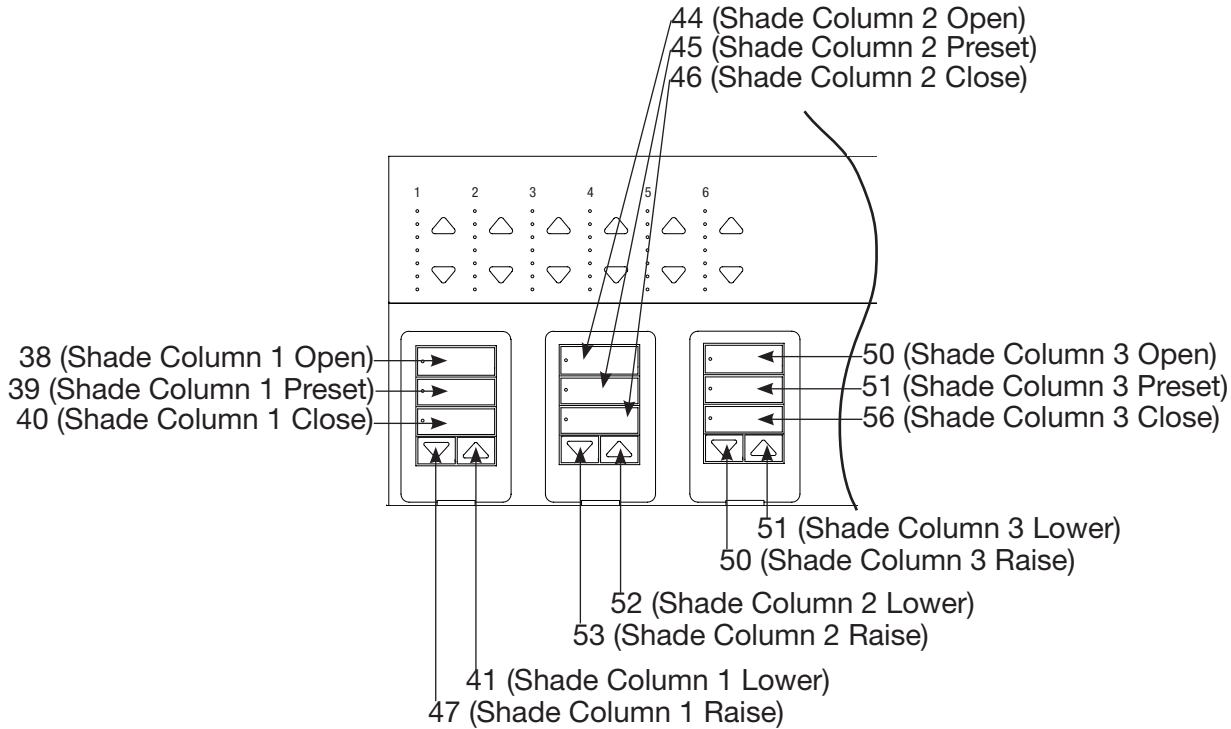 44 (Shade Column 2 Open)
45 (Shade Column 2 Preset)
46 (Shade Column 2 Close)
1 2 3 4 5 6
38 (Shade Column 1 Open)
39 (Shade Column 1 Preset)
40 (Shade Column 1 Close)
50 (Shade Column 3 Open)
51 (Shade Column 3 Preset)
56 (Shade Column 3 Close)
51 (Shade Column 3 Lower)
50 (Shade Column 3 Raise)
52 (Shade Column 2 Lower)
53 (Shade Column 2 Raise)
41 (Shade Column 1 Lower)
47 (Shade Column 1 Raise)